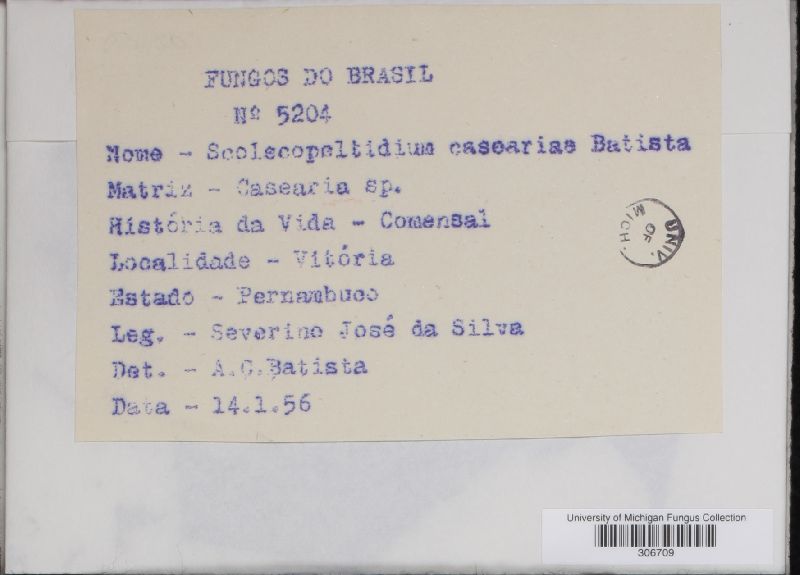 FUNGOS DO BRASIL
Nº 5204
Nome - Scolecopeltidium caseariae Batista
Matriz - Casearia sp.
História da Vida - Comensal
Localidade - Vitória
Estado - Pernambuco
Leg. - Severino José da Silva
Det. - A.C.Batista
Data - 14.1.56
UNIV.
OF
MICH.
University of Michigan Fungus Collection
306709